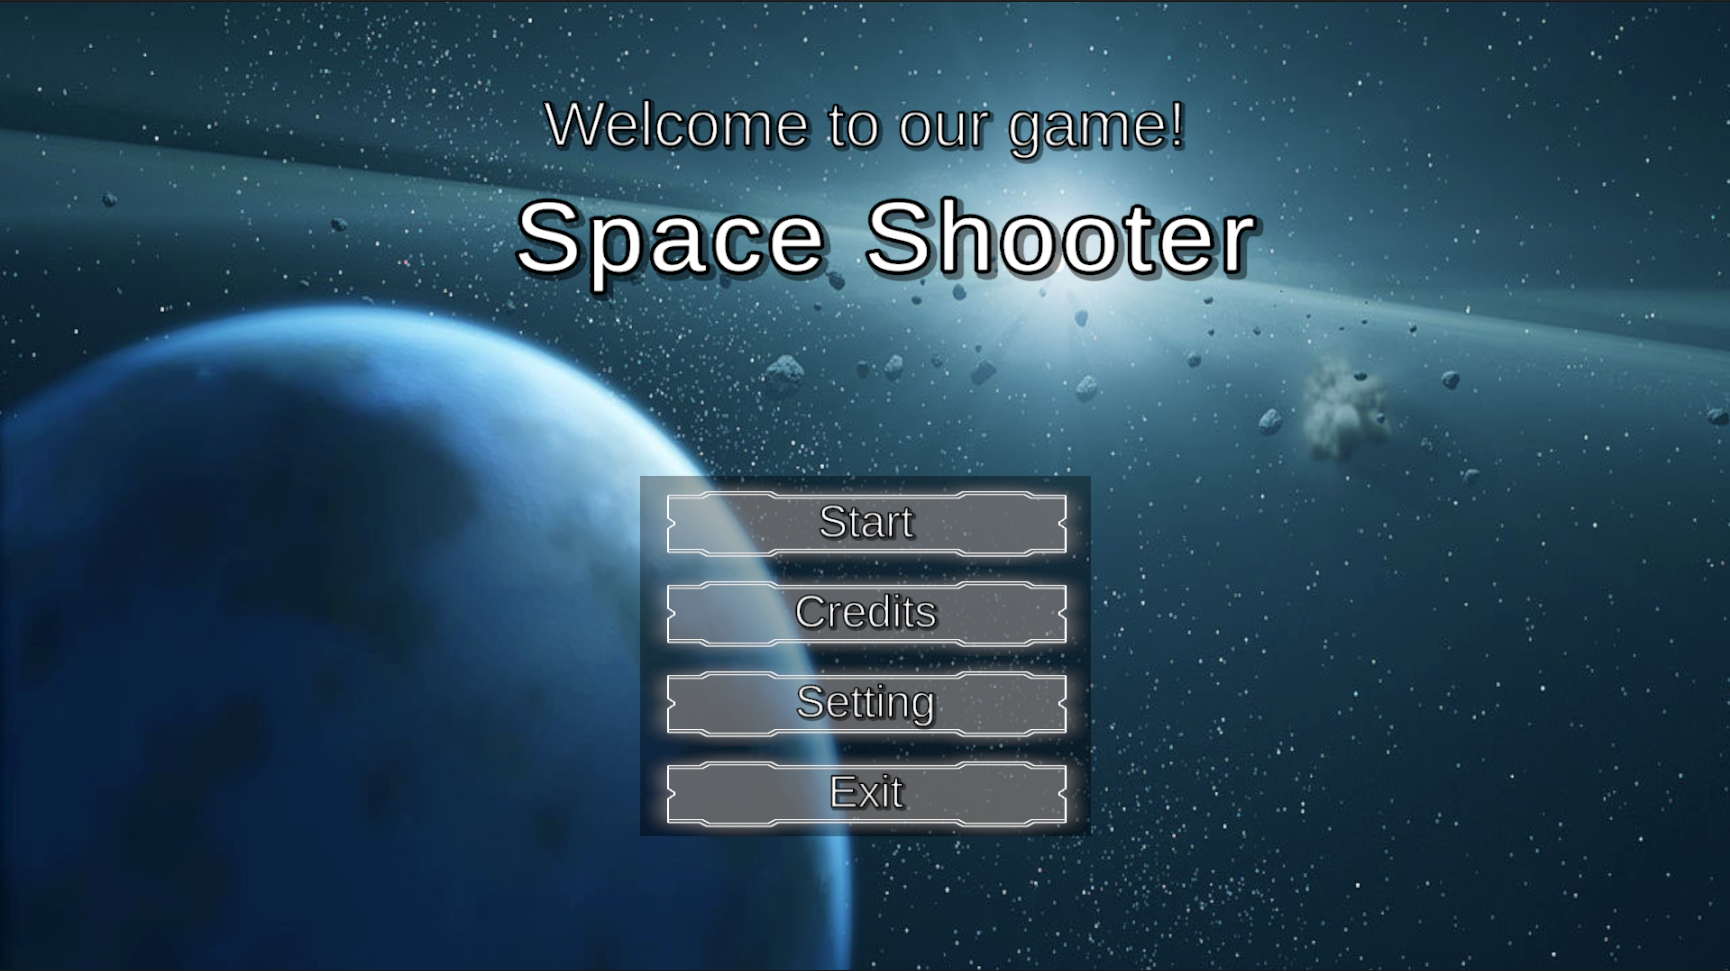 Welcome to our game!
Space Shooter
Start
Credits
Setting
Exit